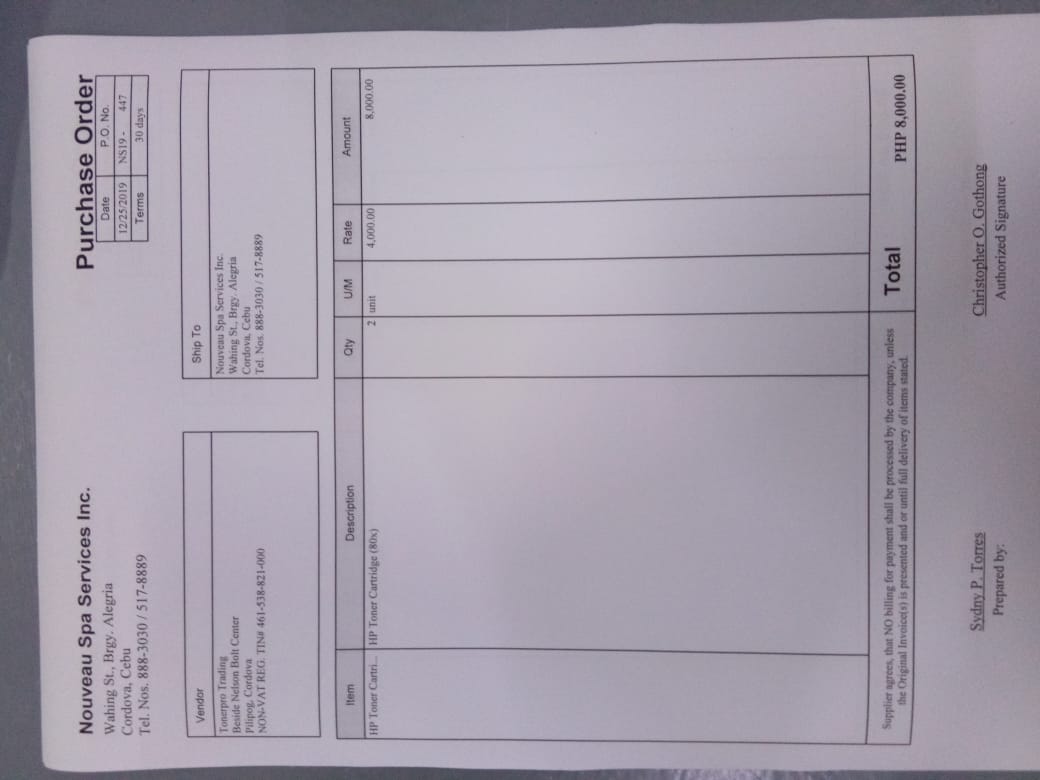 Nouveau Spa Services Inc.
Wahing St., Brgy. Alegria
Cordova, Cebu
Tel. Nos. 888-3030 / 517-8889
Purchase Order
Date P.O. No.
12/25/2019 NS19 - 447
Terms 30 days
Vendor
Tonerpro Trading
Beside Nelson Bolt Center
Pilipog, Cordova
NON-VAT REG. TIN# 461-538-821-000
Ship To
Nouveau Spa Services Inc.
Wahing St., Brgy. Alegria
Cordova, Cebu
Tel. Nos. 888-3030 / 517-8889
Item Description Qty U/M Rate Amount
HP Toner Cartri... HP Toner Cartridge (80x) 2 unit 4,000.00 8,000.00
Supplier agrees, that NO billing for payment shall be processed by the company, unless
the Original Invoice(s) is presented and or until full delivery of items stated.
Total PHP 8,000.00
Sydny P. Torres
Prepared by:
Christopher O. Gothong
Authorized Signature